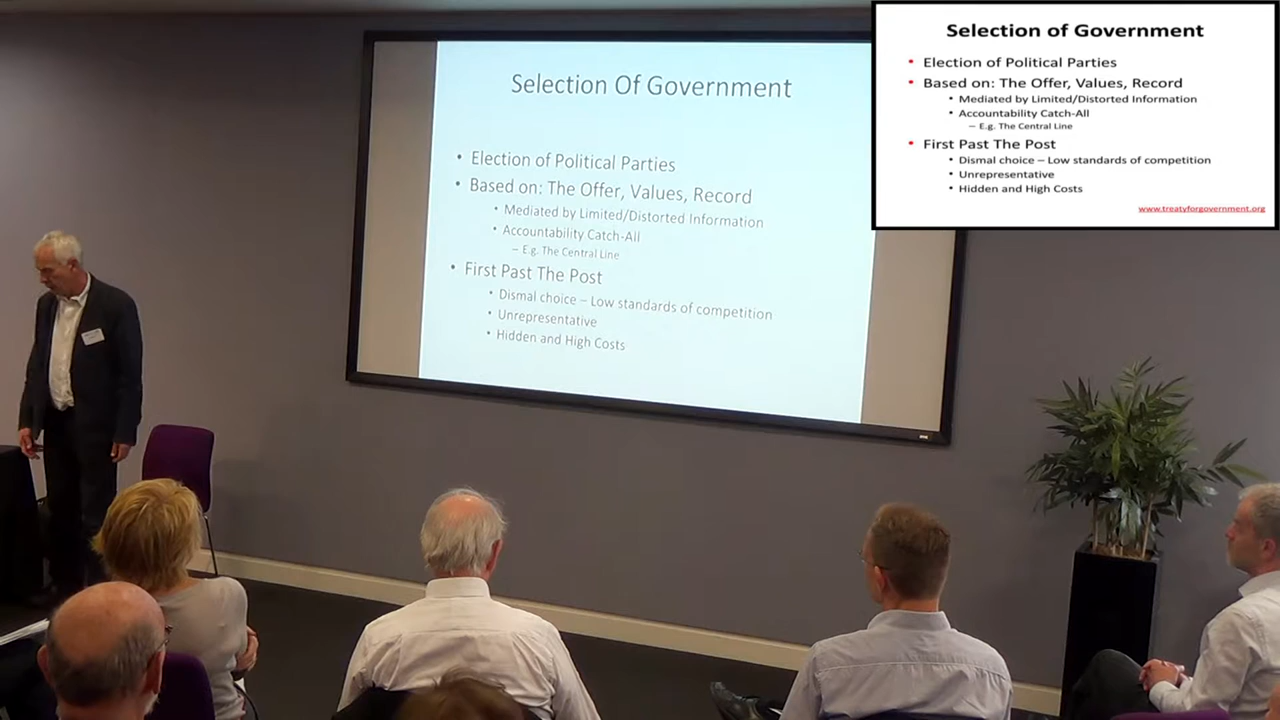 Selection Of Government
• Election of Political Parties
• Based on: The Offer, Values, Record
• Mediated by Limited/Distorted Information
• Accountability Catch-All
– E.g. The Central Line
• First Past The Post
• Dismal choice – Low standards of competition
• Unrepresentative
• Hidden and High Costs
Selection of Government
• Election of Political Parties
• Based on: The Offer, Values, Record
• Mediated by Limited/Distorted Information
• Accountability Catch-All
– E.g. The Central Line
• First Past The Post
• Dismal choice – Low standards of competition
• Unrepresentative
• Hidden and High Costs
www.treatyforgovernment.org